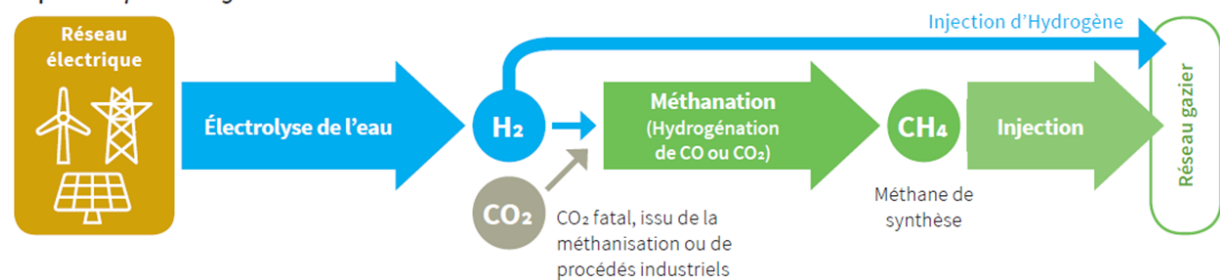 Réseau
électrique
Injection d’Hydrogène
Électrolyse de l’eau
H₂
Méthanation
(Hydrogénation
de CO ou CO₂)
CH₄
Injection
Réseau gazier
CO₂
CO₂ fatal, issu de la
méthanisation ou de
procédés industriels
Méthane de
synthèse